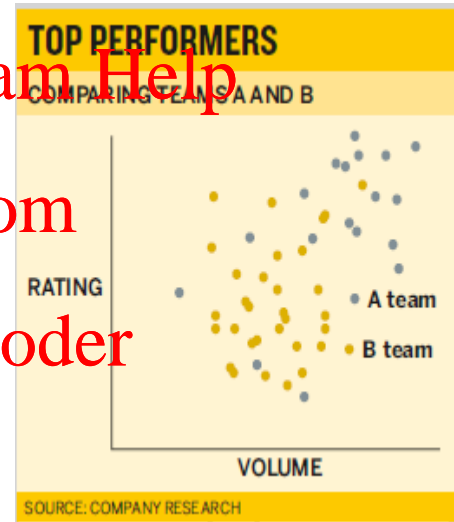 TOP PERFORMERS
am Help
COMPARING TEAMS A AND B
om
RATING
A team
oder
B team
VOLUME
SOURCE: COMPANY RESEARCH